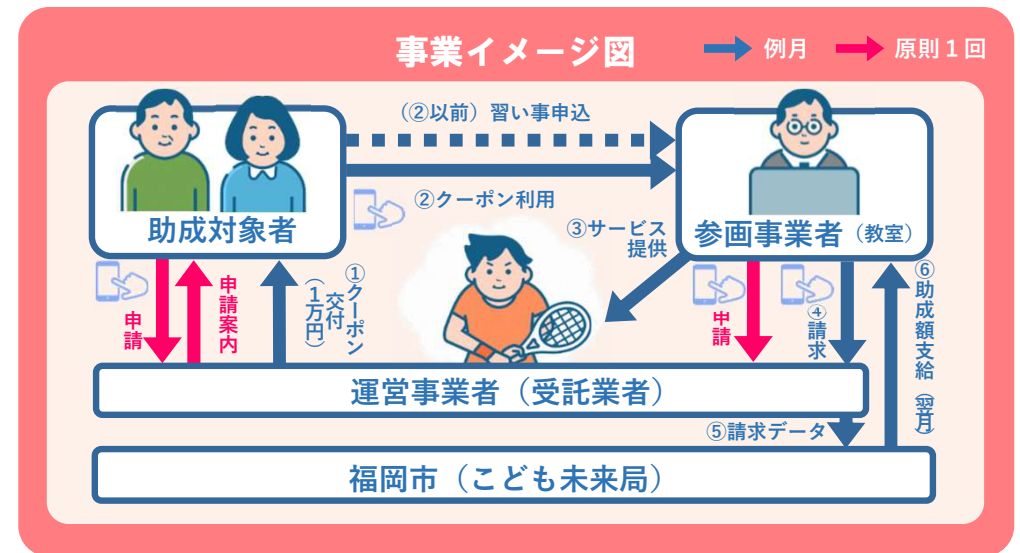 事業イメージ図
例月
原則1回
(②以前)習い事申込
②クーポン利用
助成対象者
参画事業者(教室)
③サービス
提供
申請
申請案内
①クーポン
交付
(1万円)
申請
④請求
⑥助成額支給(翌月)
運営事業者(受託業者)
⑤請求データ
福岡市(こども未来局)